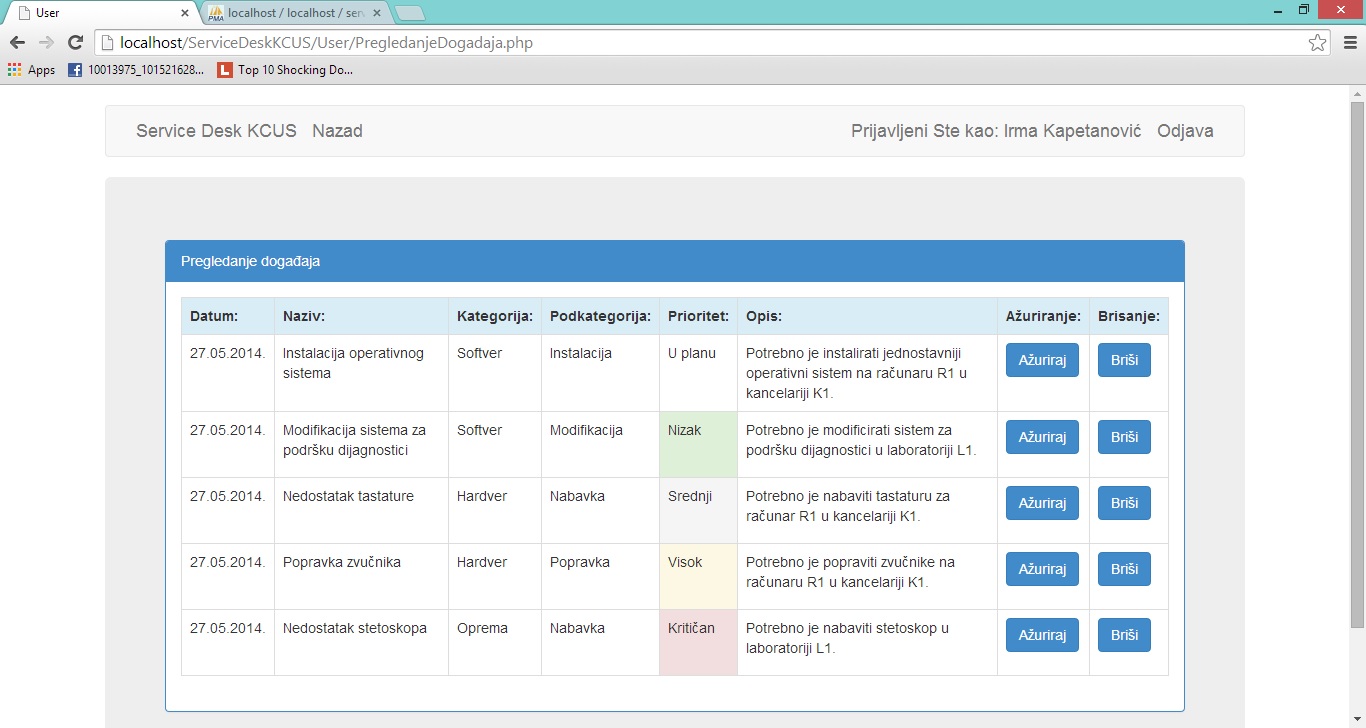 User
localhost / localhost / serv
localhost/ServiceDeskKCUS/User/PregledanjeDogadaja.php
Apps 10013975_101521628... Top 10 Shocking Do...
Service Desk KCUS Nazad Prijavljeni Ste kao: Irma Kapetanović Odjava
Pregledanje događaja
Datum: Naziv: Kategorija: Podkategorija: Prioritet: Opis: Ažuriranje: Brisanje:
27.05.2014. Instalacija operativnog Softver Instalacija U planu Potrebno je instalirati jednostavniji Ažuriraj Briši
sistema operativni sistem na računaru R1 u
kancelariji K1.
27.05.2014. Modifikacija sistema za Softver Modifikacija Nizak Potrebno je modificirati sistem za Ažuriraj Briši
podršku dijagnostici podršku dijagnostici u laboratoriji L1.
27.05.2014. Nedostatak tastature Hardver Nabavka Srednji Potrebno je nabaviti tastaturu za Ažuriraj Briši
računar R1 u kancelariji K1.
27.05.2014. Popravka zvučnika Hardver Popravka Visok Potrebno je popraviti zvučnike na Ažuriraj Briši
računaru R1 u kancelariji K1.
27.05.2014. Nedostatak stetoskopa Oprema Nabavka Kritičan Potrebno je nabaviti stetoskop u Ažuriraj Briši
laboratoriji L1.